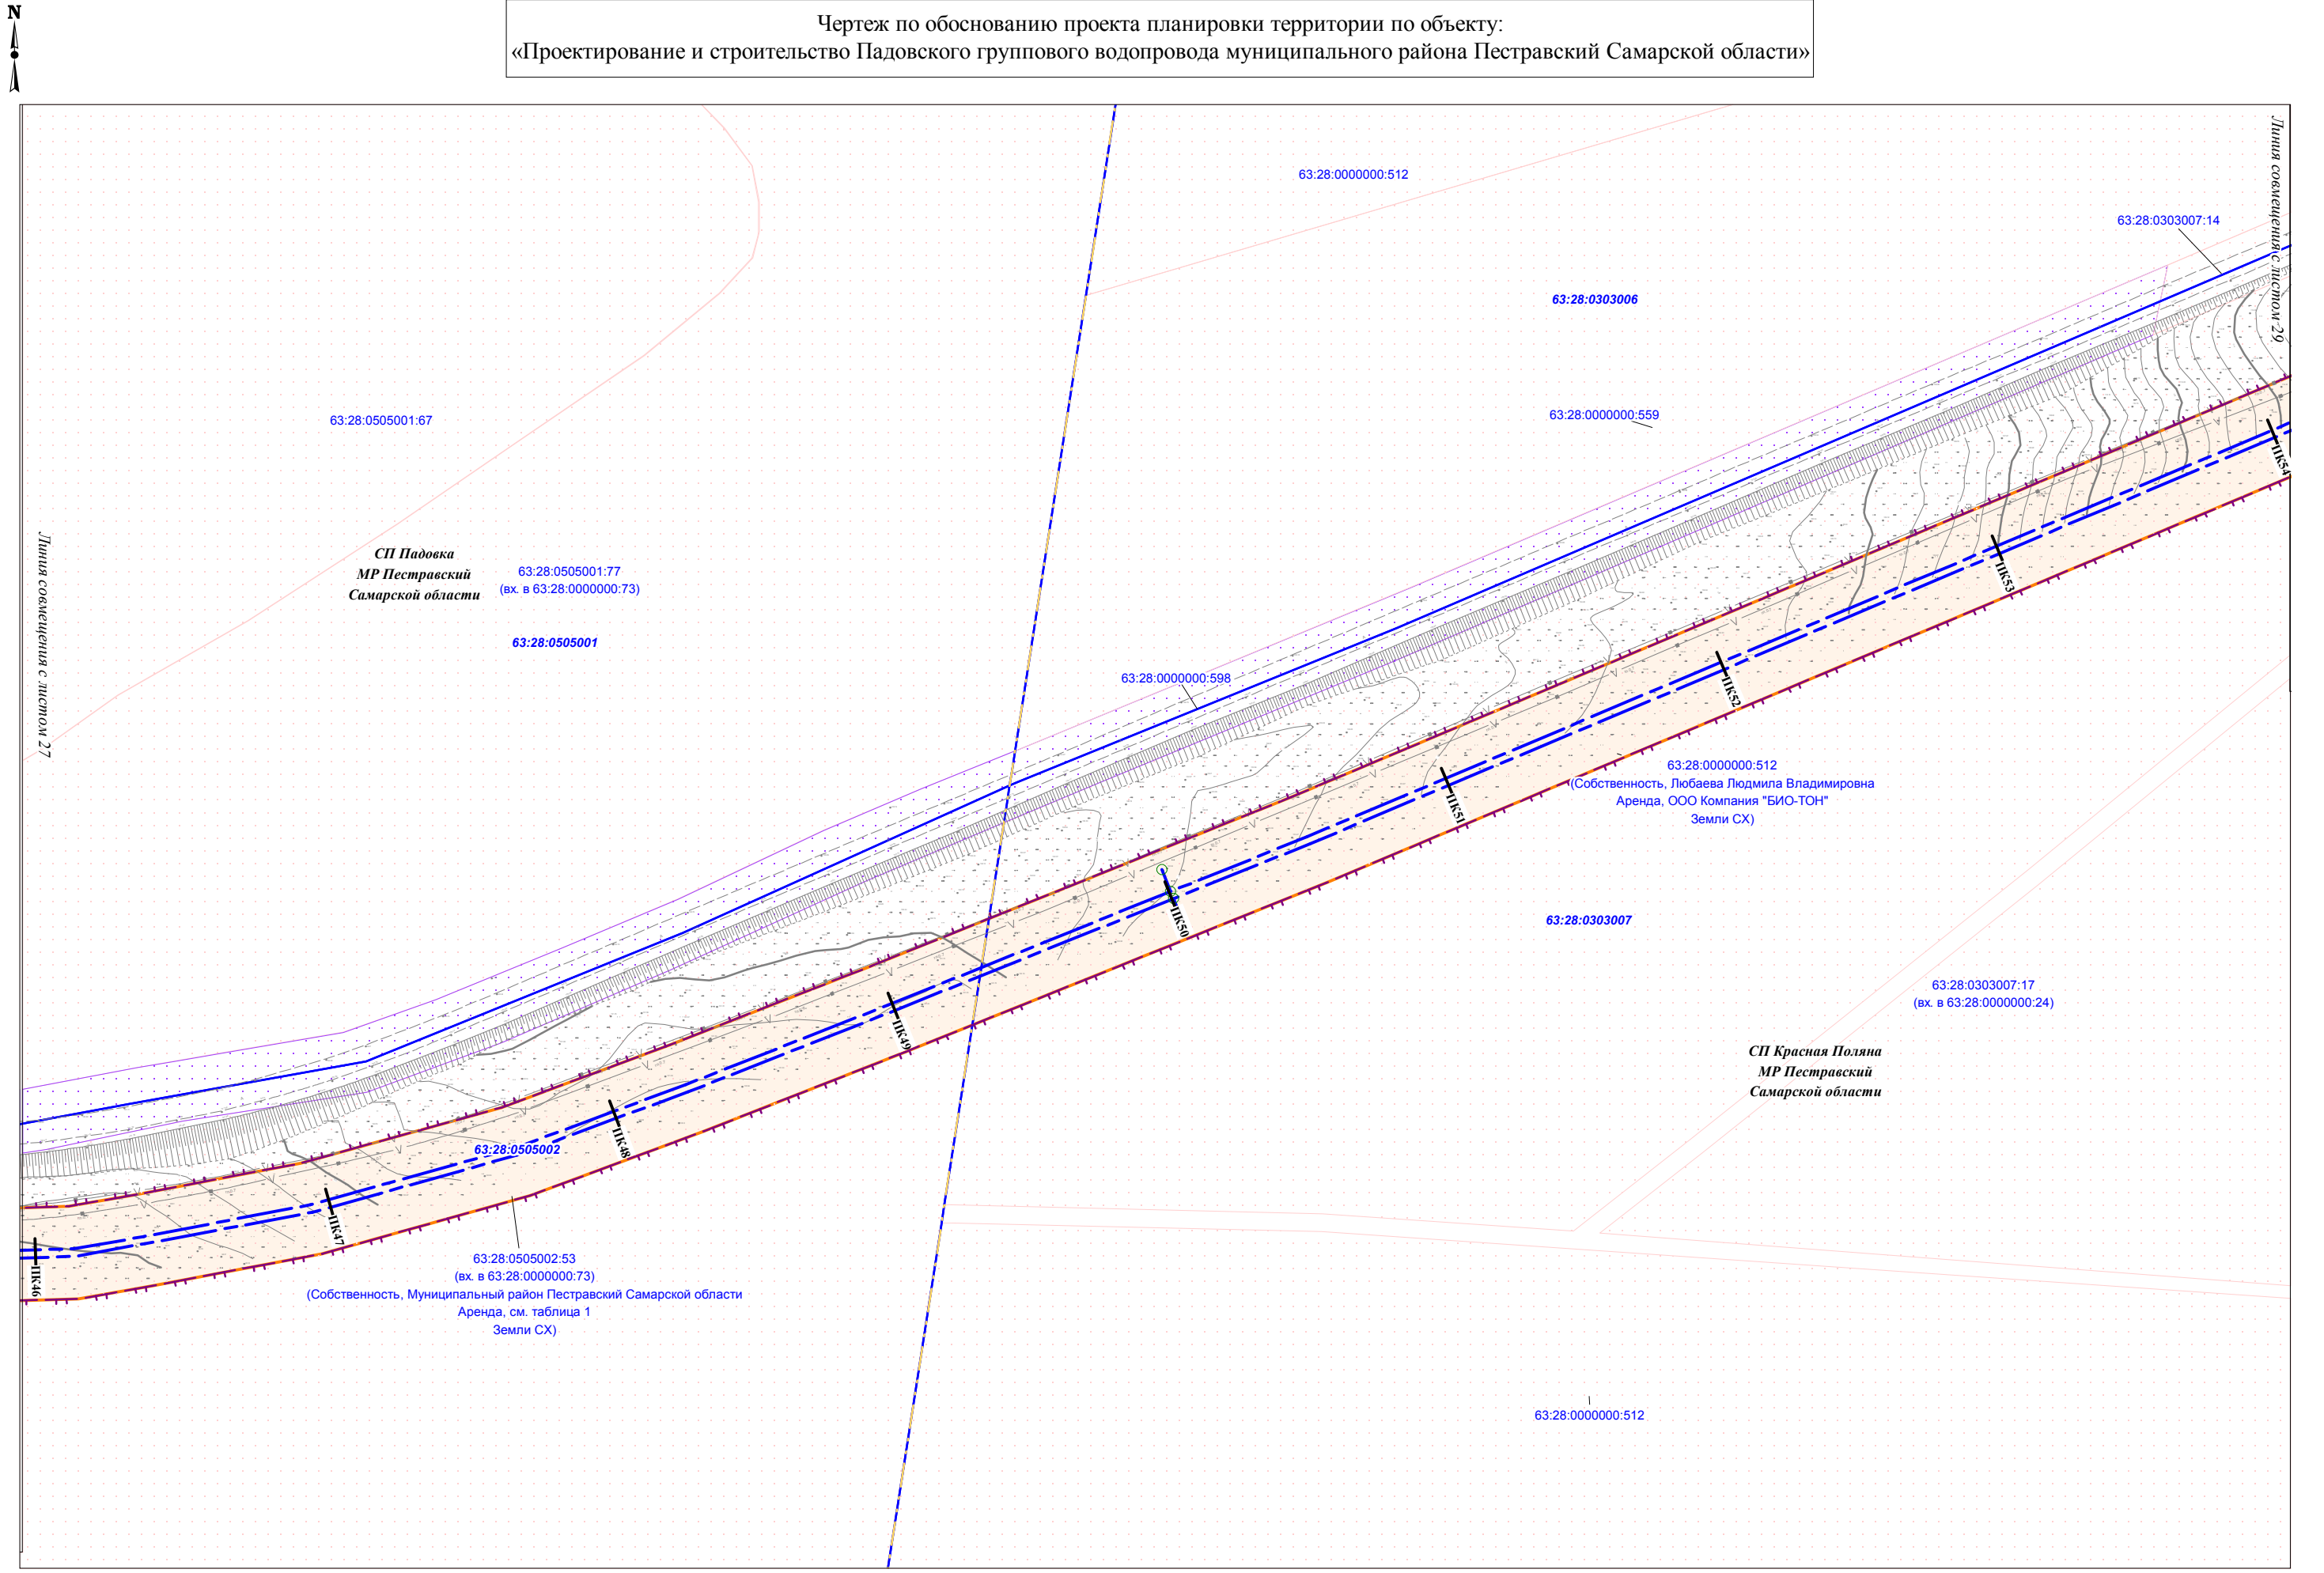 N
Чертеж по обоснованию проекта планировки территории по объекту:
«Проектирование и строительство Падовского группового водопровода муниципального района Пестравский Самарской области»
Линия совмещения с листом 29
63:28:0000000:512
63:28:0303007:14
63:28:0303006
63:28:0000000:559
63:28:0505001:67
Линия совмещения с листом 27
СП Падовка
МР Пестравский
Самарской области
63:28:0505001:77
(вх. в 63:28:0000000:73)
63:28:0505001
63:28:0000000:598
ПК54
ПК53
ПК52
ПК51
ПК50
ПК49
ПК48
ПК47
ПК46
63:28:0000000:512
(Собственность, Любаева Людмила Владимировна
Аренда, ООО Компания "БИО-ТОН"
Земли СХ)
63:28:0303007
63:28:0303007:17
(вх. в 63:28:0000000:24)
СП Красная Поляна
МР Пестравский
Самарской области
63:28:0505002
63:28:0505002:53
(вх. в 63:28:0000000:73)
(Собственность, Муниципальный район Пестравский Самарской области
Аренда, см. таблица 1
Земли СХ)
63:28:0000000:512